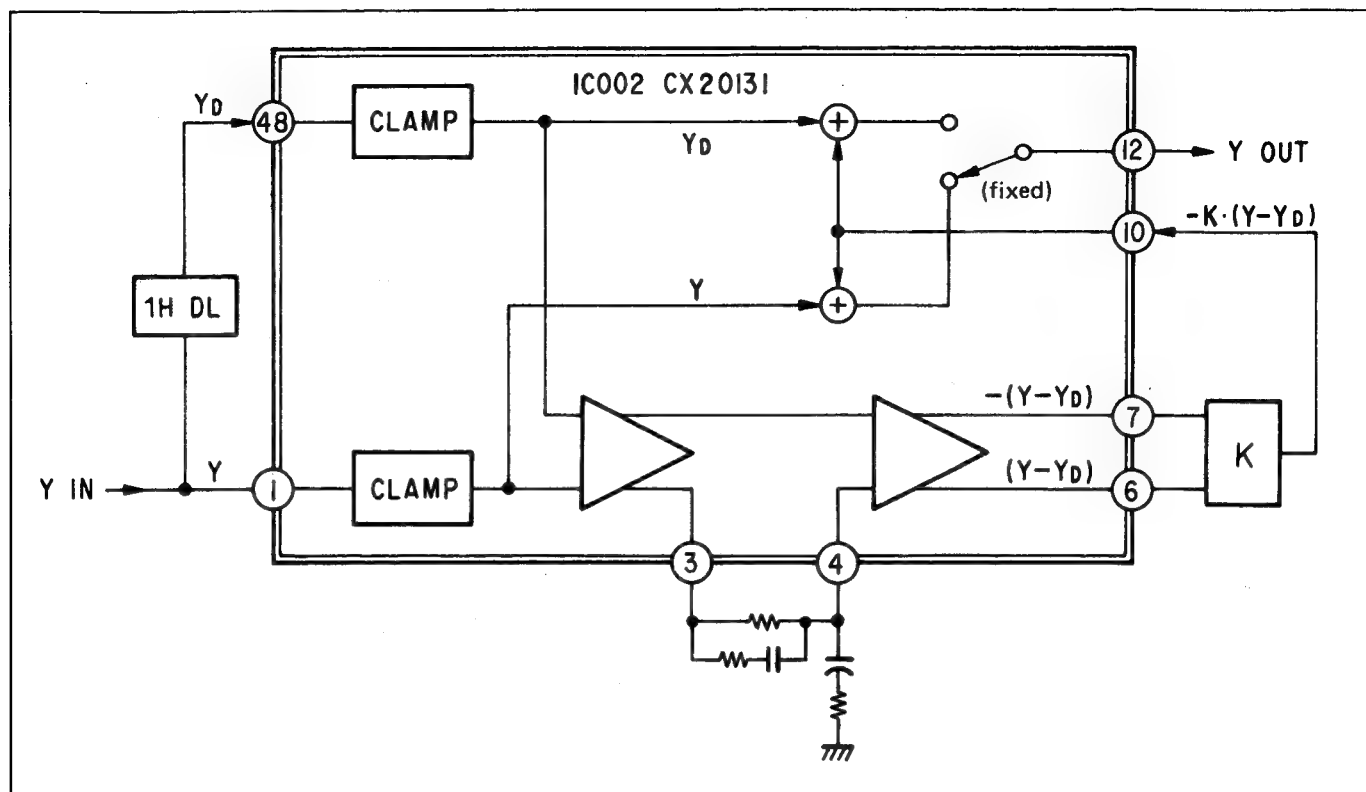 IC002 CX20131
YD
48
CLAMP
YD
+
12
Y OUT
(fixed)
10
-K·(Y-YD)
1H DL
Y
+
-(Y-YD)
7
K
Y IN
Y
1
CLAMP
(Y-YD)
6
3
4